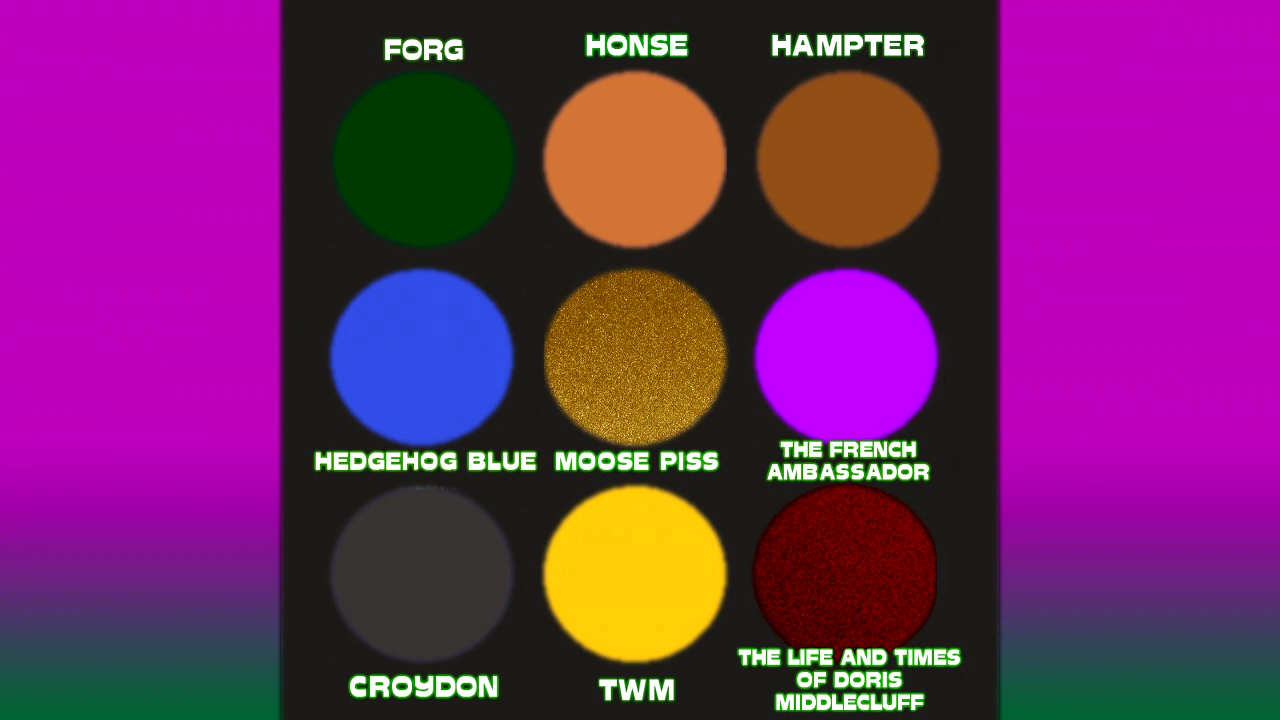 FORG
HONSE
HAMPTER
HEDGEHOG BLUE
MOOSE PISS
THE FRENCH
AMBASSADOR
CROYDON
TWM
THE LIFE AND TIMES
OF DORIS
MIDDLECLUFF